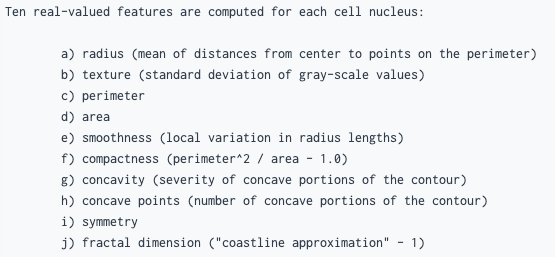 Ten real-valued features are computed for each cell nucleus:
a) radius (mean of distances from center to points on the perimeter)
b) texture (standard deviation of gray-scale values)
c) perimeter
d) area
e) smoothness (local variation in radius lengths)
f) compactness (perimeter^2 / area - 1.0)
g) concavity (severity of concave portions of the contour)
h) concave points (number of concave portions of the contour)
i) symmetry
j) fractal dimension ("coastline approximation" - 1)